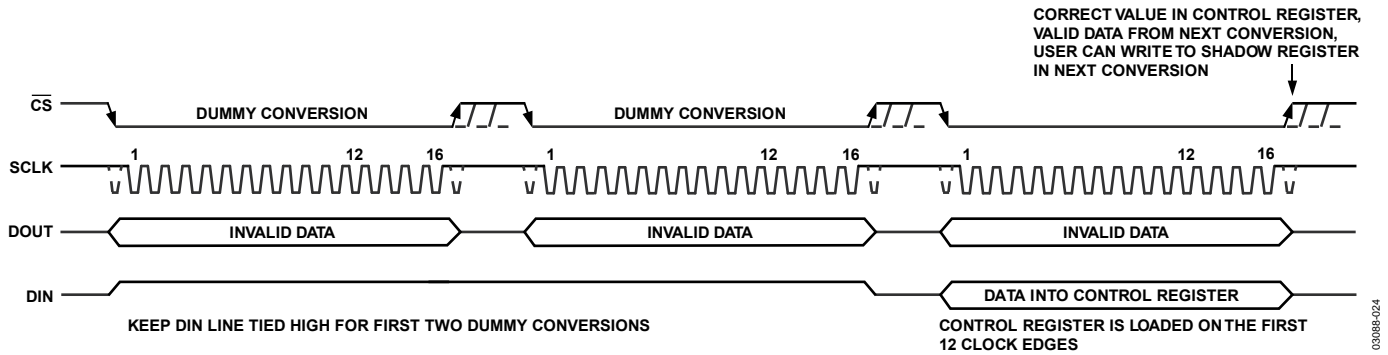 CORRECT VALUE IN CONTROL REGISTER,
VALID DATA FROM NEXT CONVERSION,
USER CAN WRITE TO SHADOW REGISTER
IN NEXT CONVERSION
CS
DUMMY CONVERSION
DUMMY CONVERSION
SCLK
1
12
16
1
12
16
1
12
16
DOUT
INVALID DATA
INVALID DATA
INVALID DATA
DIN
DATA INTO CONTROL REGISTER
KEEP DIN LINE TIED HIGH FOR FIRST TWO DUMMY CONVERSIONS
CONTROL REGISTER IS LOADED ON THE FIRST
12 CLOCK EDGES
03088-024